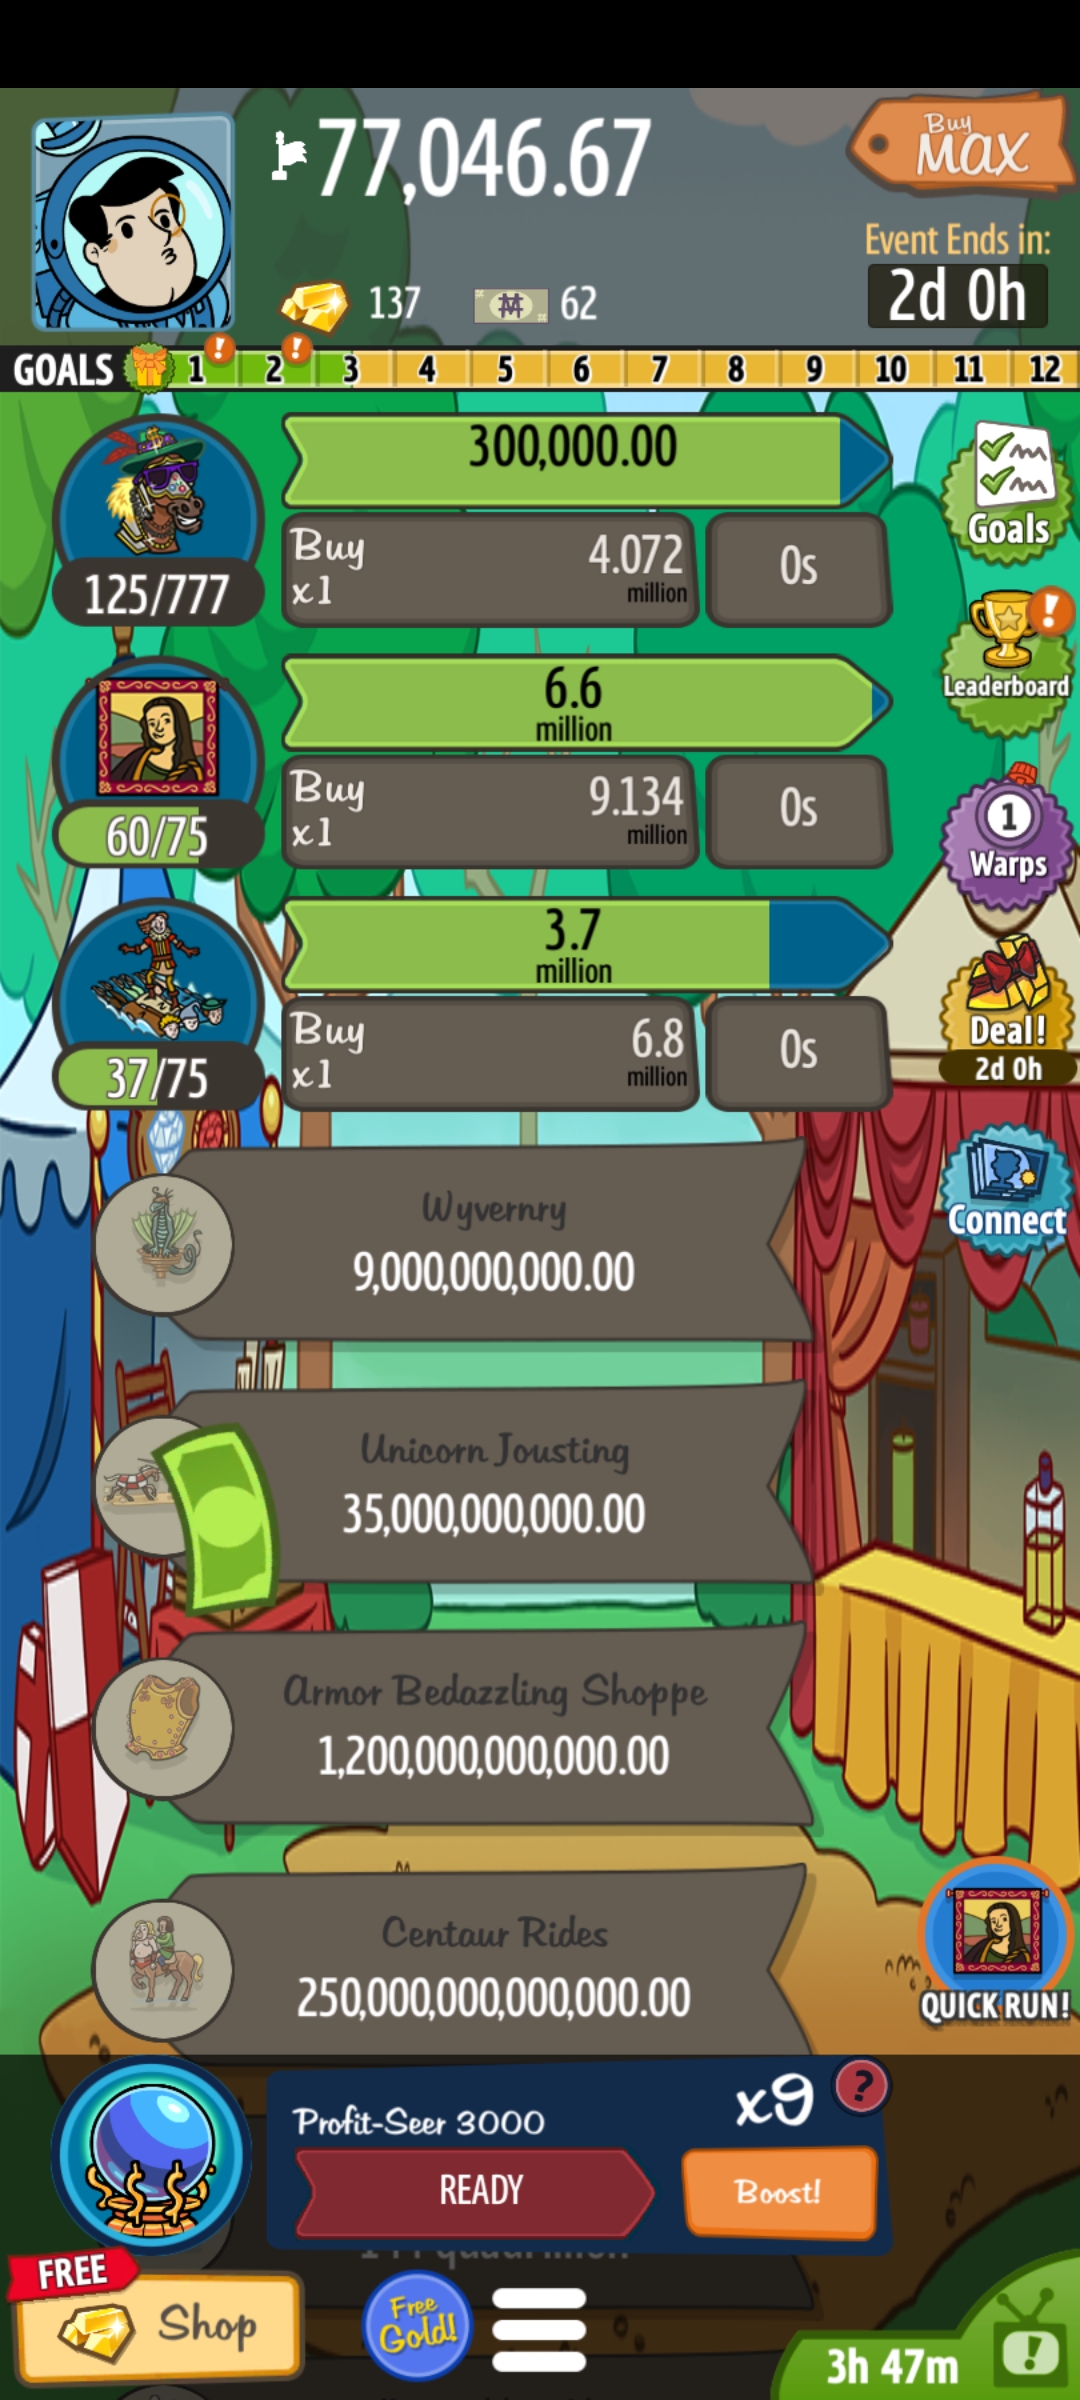 77,046.67
Buy
MAX
Event Ends in:
2d 0h
137
62
GOALS 1 ! 2 ! 3 4 5 6 7 8 9 10 11 12
300,000.00
Buy
x1
4.072
million
0s
125/777
Goals
6.6
million
!
Leaderboard
Buy
x1
9.134
million
0s
60/75
1
Warps
3.7
million
Buy
x1
6.8
million
0s
37/75
Deal!
2d 0h
Wyvernry
9,000,000,000.00
Connect
Unicorn Jousting
35,000,000,000.00
Armor Bedazzling Shoppe
1,200,000,000,000.00
Centaur Rides
250,000,000,000,000.00
QUICK RUN!
Profit-Seer 3000
x9
?
READY
Boost!
FREE
Shop
Free
Gold!
3h 47m
!